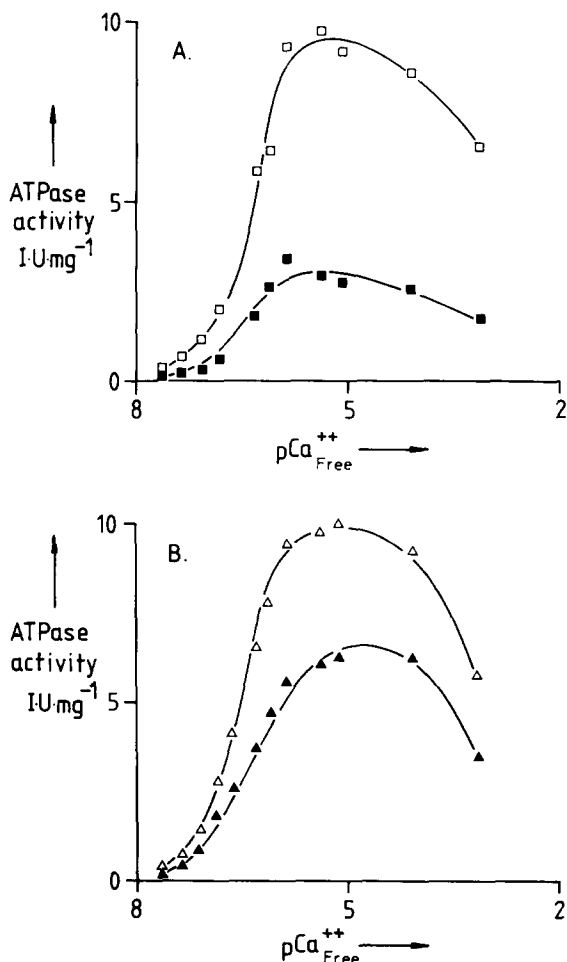 10
A.
5
ATPase
activity
I·U·mg⁻¹
0
8
5
2
pCa⁺⁺Free
10
B.
5
ATPase
activity
I·U·mg⁻¹
0
8
5
2
pCa⁺⁺Free